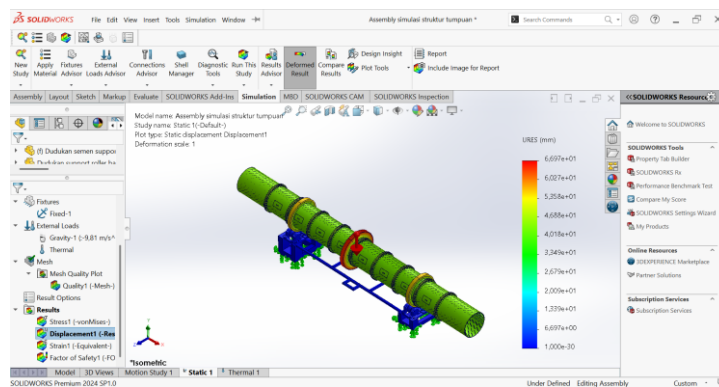 SOLIDWORKS File Edit View Insert Tools Simulation Window Assembly simulasi struktur tumpuan * Search Commands
New Study
Apply Material
Fixtures Advisor
External Loads Advisor
Connections Advisor
Shell Manager
Diagnostic Tools
Run This Study
Results Advisor
Deformed Result
Compare Results
Design Insight
Plot Tools
Report
Include Image for Report
Assembly Layout Sketch Markup Evaluate SOLIDWORKS Add-Ins Simulation MBD SOLIDWORKS CAM SOLIDWORKS Inspection
(f) Dudukan semen suppor
Dudukan support roller ba
Fixtures
Fixed-1
External Loads
Gravity-1 (-9,81 m/s^
Thermal
Mesh
Mesh Quality Plot
Quality1 (-Mesh-)
Result Options
Results
Stress1 (-vonMises-)
Displacement1 (-Res
Strain1 (-Equivalent-)
Factor of Safety1 (-FO
Model name: Assembly simulasi struktur tumpuan
Study name: Static 1(-Default-)
Plot type: Static displacement Displacement1
Deformation scale: 1
URES (mm)
6,697e+01
6,027e+01
5,358e+01
4,688e+01
4,018e+01
3,349e+01
2,679e+01
2,009e+01
1,339e+01
6,697e+00
1,000e-30
*Isometric
SOLIDWORKS Resourc
Welcome to SOLIDWORKS
SOLIDWORKS Tools
Property Tab Builder
SOLIDWORKS Rx
Performance Benchmark Test
Compare My Score
SOLIDWORKS Settings Wizard
My Products
Online Resources
3DEXPERIENCE Marketplace
Partner Solutions
Subscription Services
Subscription Services
Model 3D Views Motion Study 1 Static 1 Thermal 1
SOLIDWORKS Premium 2024 SP1.0 Under Defined Editing Assembly Custom